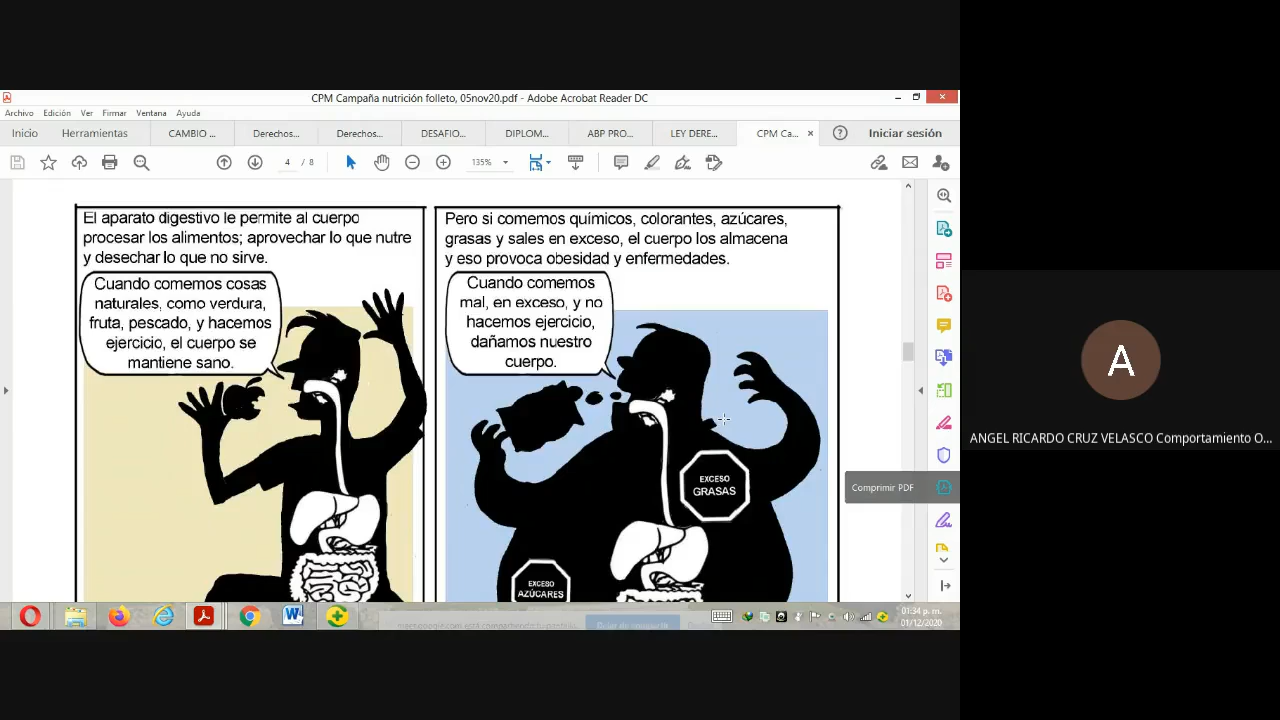 CPM Campaña nutrición folleto, 05nov20.pdf - Adobe Acrobat Reader DC
Archivo Edición Ver Firmar Ventana Ayuda
Inicio Herramientas CAMBIO ... Derechos... Derechos... DESAFIO... DIPLOM... ABP PRO... LEY DERE... CPM Ca... × ? Iniciar sesión
4 / 8 135%
El aparato digestivo le permite al cuerpo
procesar los alimentos; aprovechar lo que nutre
y desechar lo que no sirve.
Cuando comemos cosas
naturales, como verdura,
fruta, pescado, y hacemos
ejercicio, el cuerpo se
mantiene sano.
Pero si comemos químicos, colorantes, azúcares,
grasas y sales en exceso, el cuerpo los almacena
y eso provoca obesidad y enfermedades.
Cuando comemos
mal, en exceso, y no
hacemos ejercicio,
dañamos nuestro
cuerpo.
EXCESO
GRASAS
EXCESO
AZÚCARES
Comprimir PDF
A
ANGEL RICARDO CRUZ VELASCO Comportamiento O...
01:34 p. m.
01/12/2020